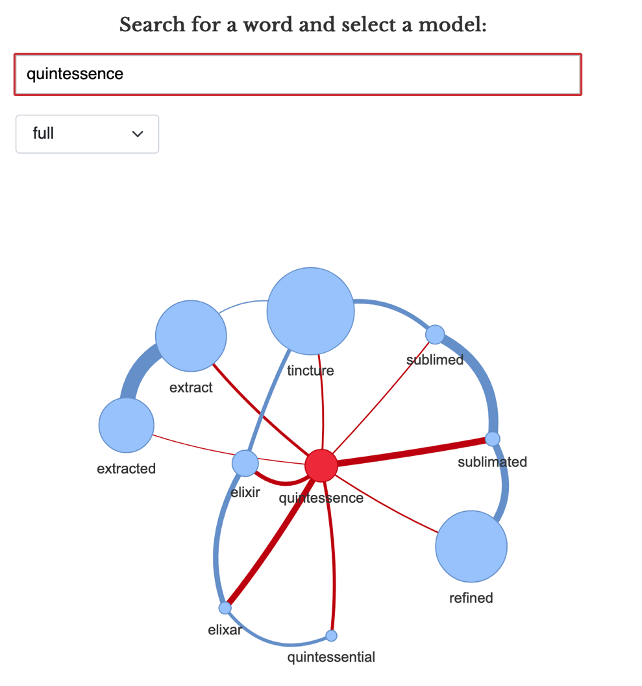 Search for a word and select a model:
quintessence
full
tincture
sublimed
extract
extracted
sublimated
elixir
quintessence
refined
elixar
quintessential